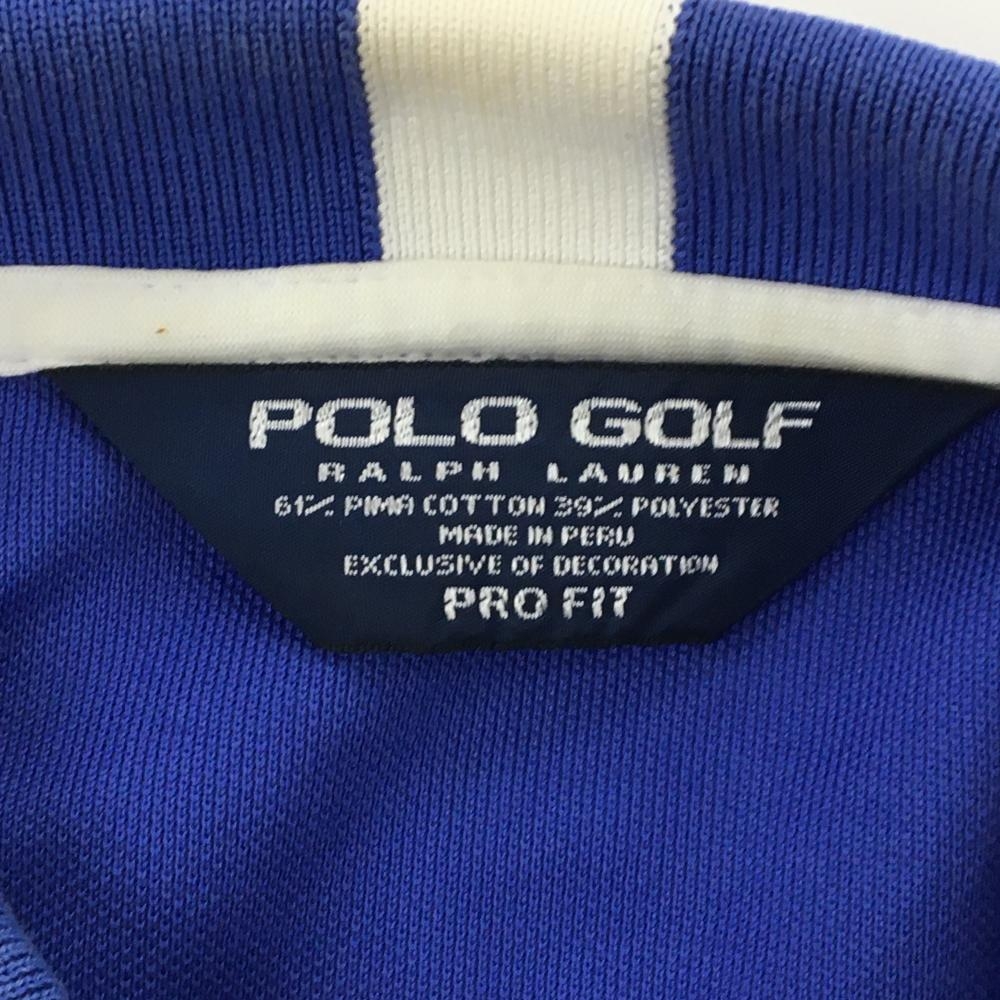 POLO GOLF
RALPH LAUREN
61% PIMA COTTON 39% POLYESTER
MADE IN PERU
EXCLUSIVE OF DECORATION
PRO FIT